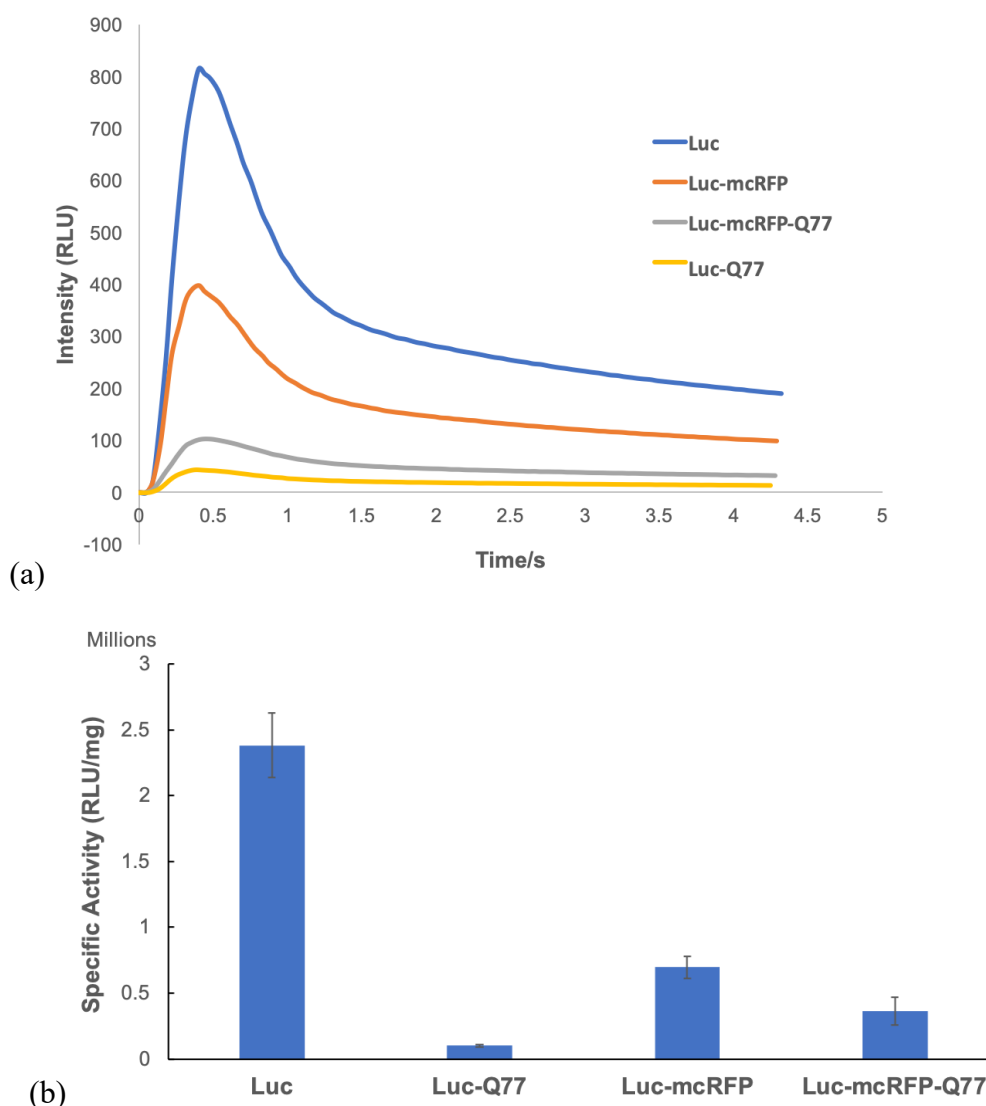 900
800
700
600
500
400
300
200
100
0
-100
Intensity (RLU)
Luc
Luc-mcRFP
Luc-mcRFP-Q77
Luc-Q77
0 0.5 1 1.5 2 2.5 3 3.5 4 4.5 5
Time/s
(a)
Millions
3
2.5
2
1.5
1
0.5
0
Specific Activity (RLU/mg)
Luc Luc-Q77 Luc-mcRFP Luc-mcRFP-Q77
(b)